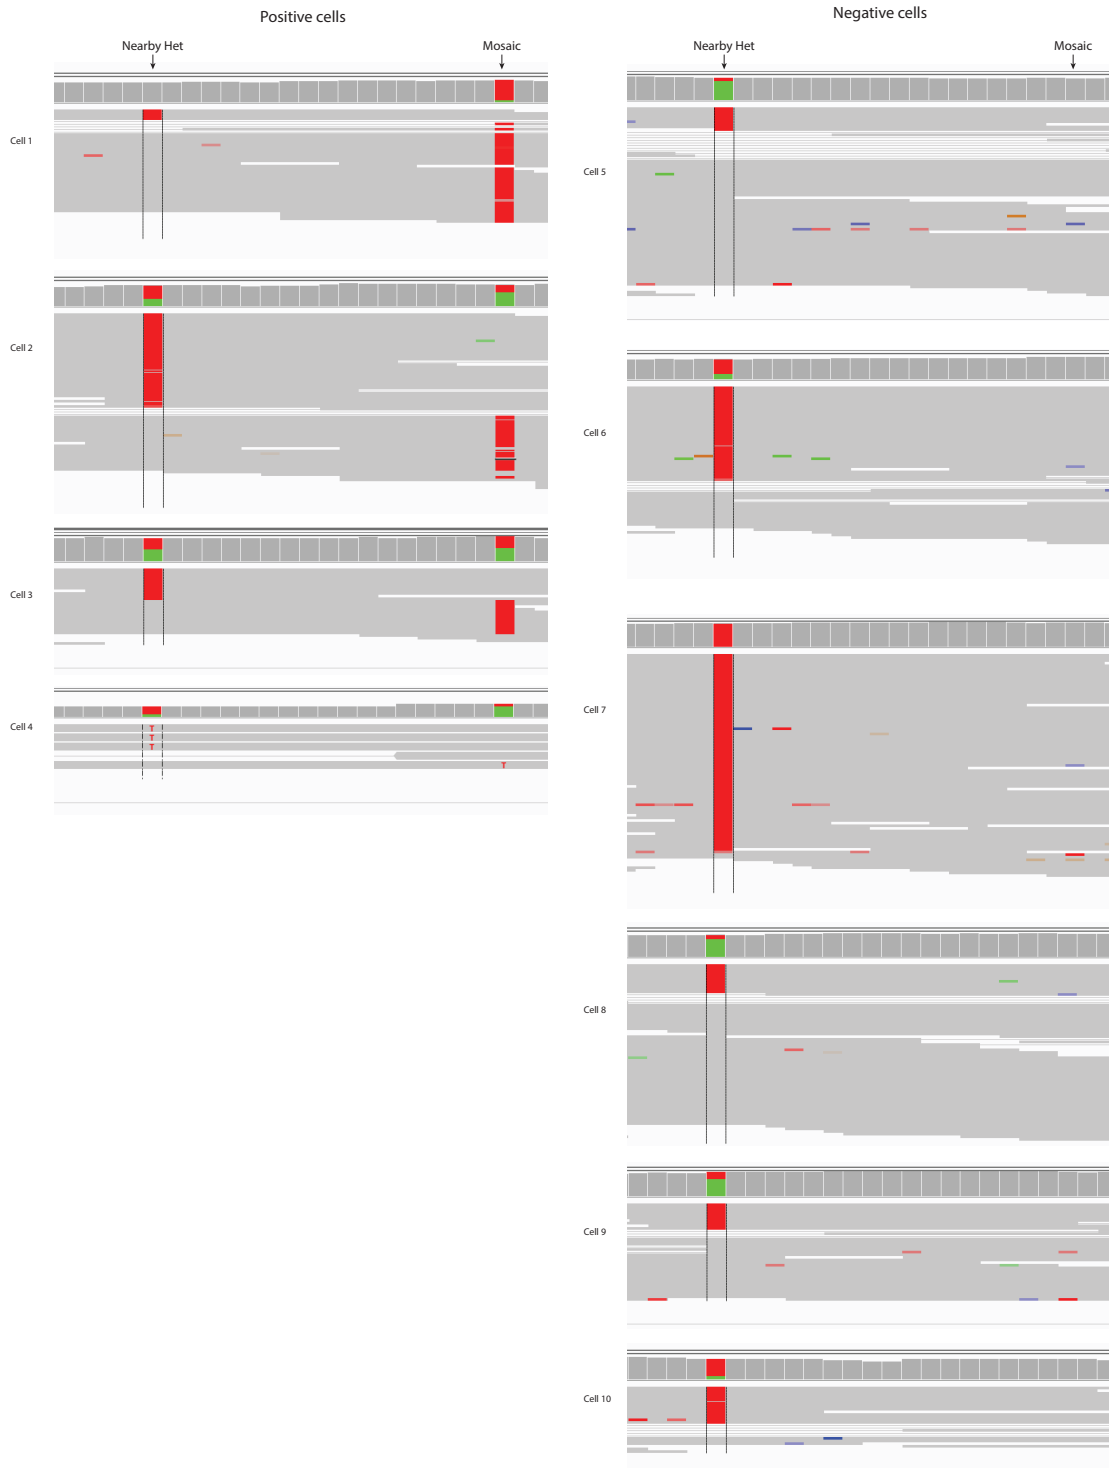 Positive cells
Nearby Het
Mosaic
Cell 1
Cell 2
Cell 3
Cell 4
T
T
T
T
Negative cells
Nearby Het
Mosaic
Cell 5
Cell 6
Cell 7
Cell 8
Cell 9
Cell 10